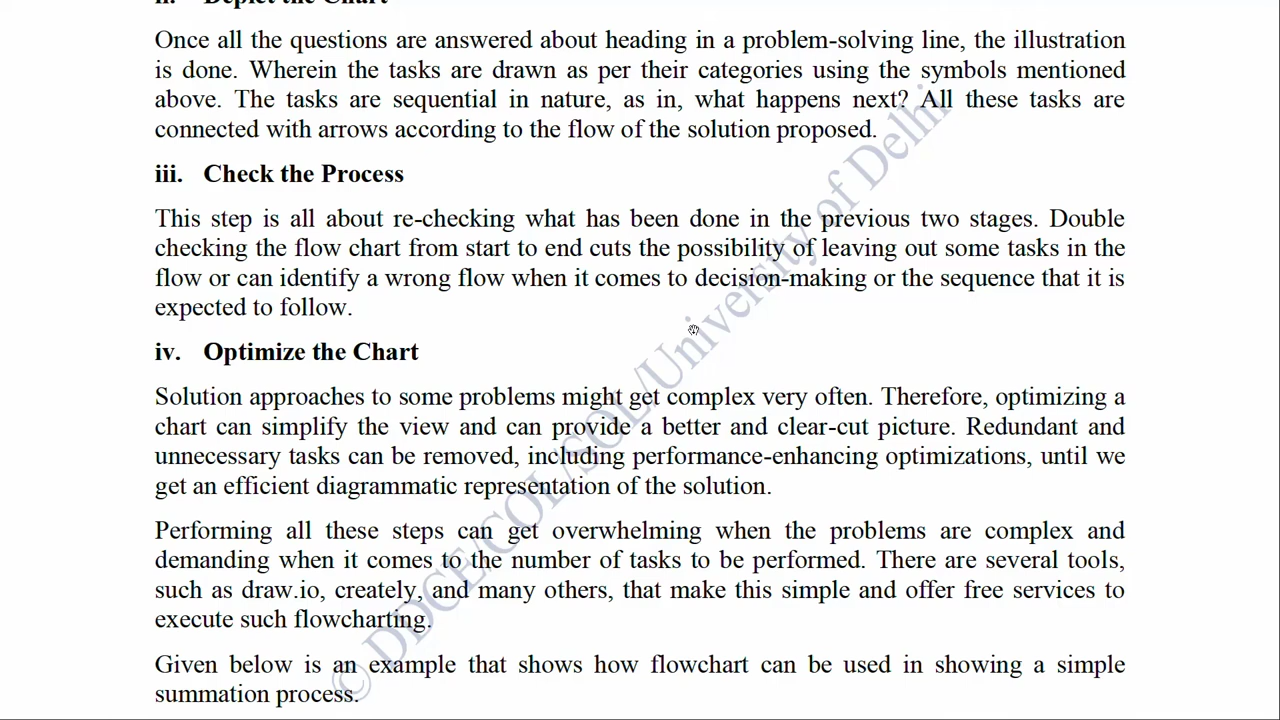 ii. Depict the Chart
Once all the questions are answered about heading in a problem-solving line, the illustration
is done. Wherein the tasks are drawn as per their categories using the symbols mentioned
above. The tasks are sequential in nature, as in, what happens next? All these tasks are
connected with arrows according to the flow of the solution proposed.
iii. Check the Process
This step is all about re-checking what has been done in the previous two stages. Double
checking the flow chart from start to end cuts the possibility of leaving out some tasks in the
flow or can identify a wrong flow when it comes to decision-making or the sequence that it is
expected to follow.
iv. Optimize the Chart
Solution approaches to some problems might get complex very often. Therefore, optimizing a
chart can simplify the view and can provide a better and clear-cut picture. Redundant and
unnecessary tasks can be removed, including performance-enhancing optimizations, until we
get an efficient diagrammatic representation of the solution.
Performing all these steps can get overwhelming when the problems are complex and
demanding when it comes to the number of tasks to be performed. There are several tools,
such as draw.io, creately, and many others, that make this simple and offer free services to
execute such flowcharting.
Given below is an example that shows how flowchart can be used in showing a simple
summation process.
© DDCE/COL/SOL/University of Delhi